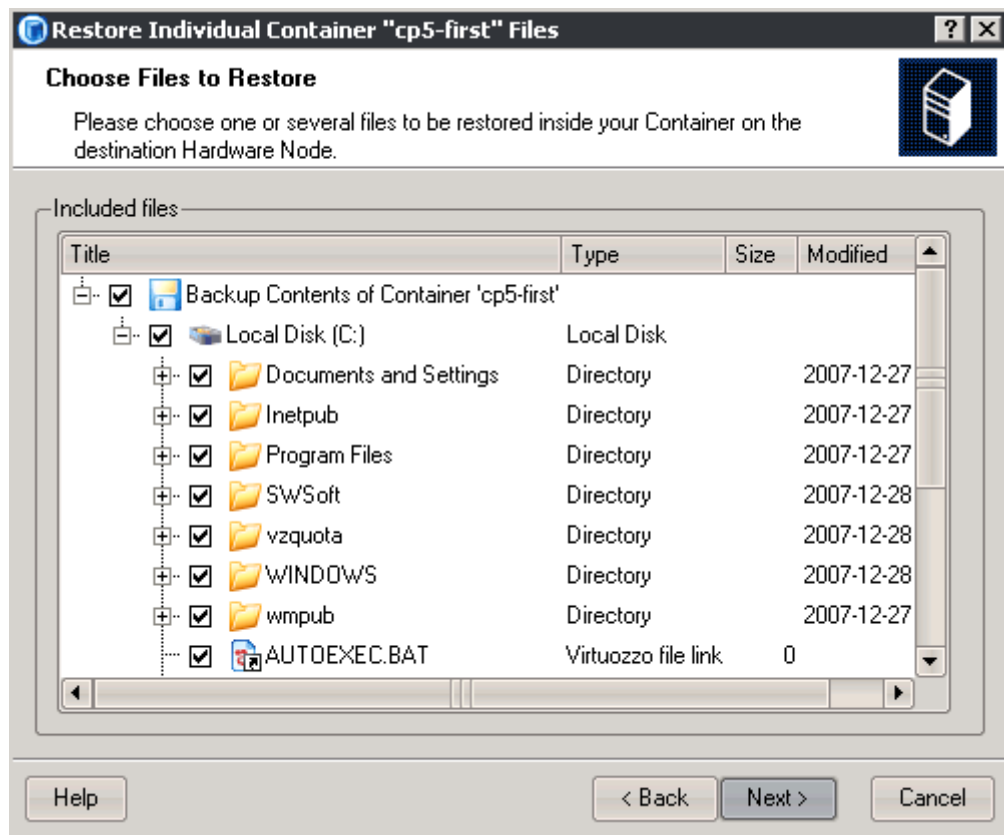 Restore Individual Container "cp5-first" Files
Choose Files to Restore
Please choose one or several files to be restored inside your Container on the
destination Hardware Node.
Included files
Title Type Size Modified
Backup Contents of Container 'cp5-first'
Local Disk (C:) Local Disk
Documents and Settings Directory 2007-12-27
Inetpub Directory 2007-12-27
Program Files Directory 2007-12-27
SWSoft Directory 2007-12-28
vzquota Directory 2007-12-28
WINDOWS Directory 2007-12-28
wmpub Directory 2007-12-27
AUTOEXEC.BAT Virtuozzo file link 0
Help < Back Next > Cancel